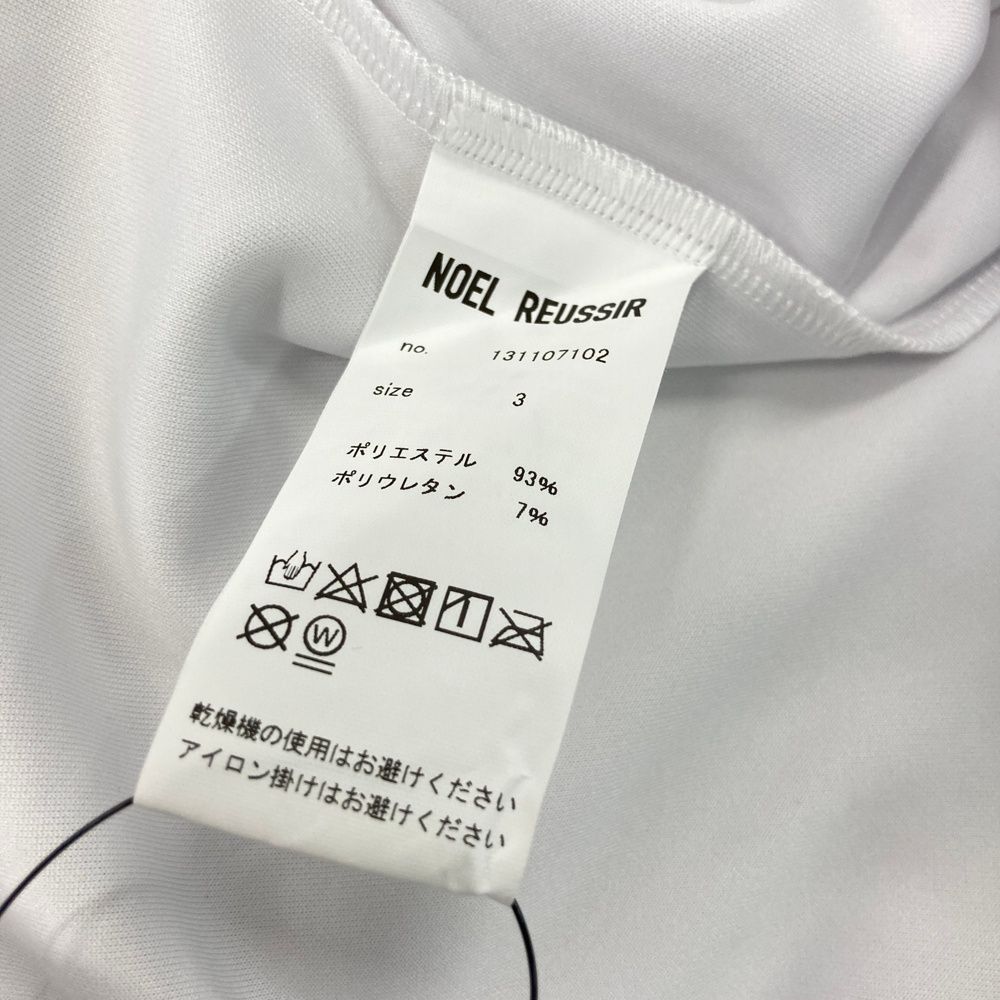 NOEL REUSSIR
no. 131107102
size 3
ポリエステル 93%
ポリウレタン 7%
W
乾燥機の使用はお避けください
アイロン掛けはお避けください